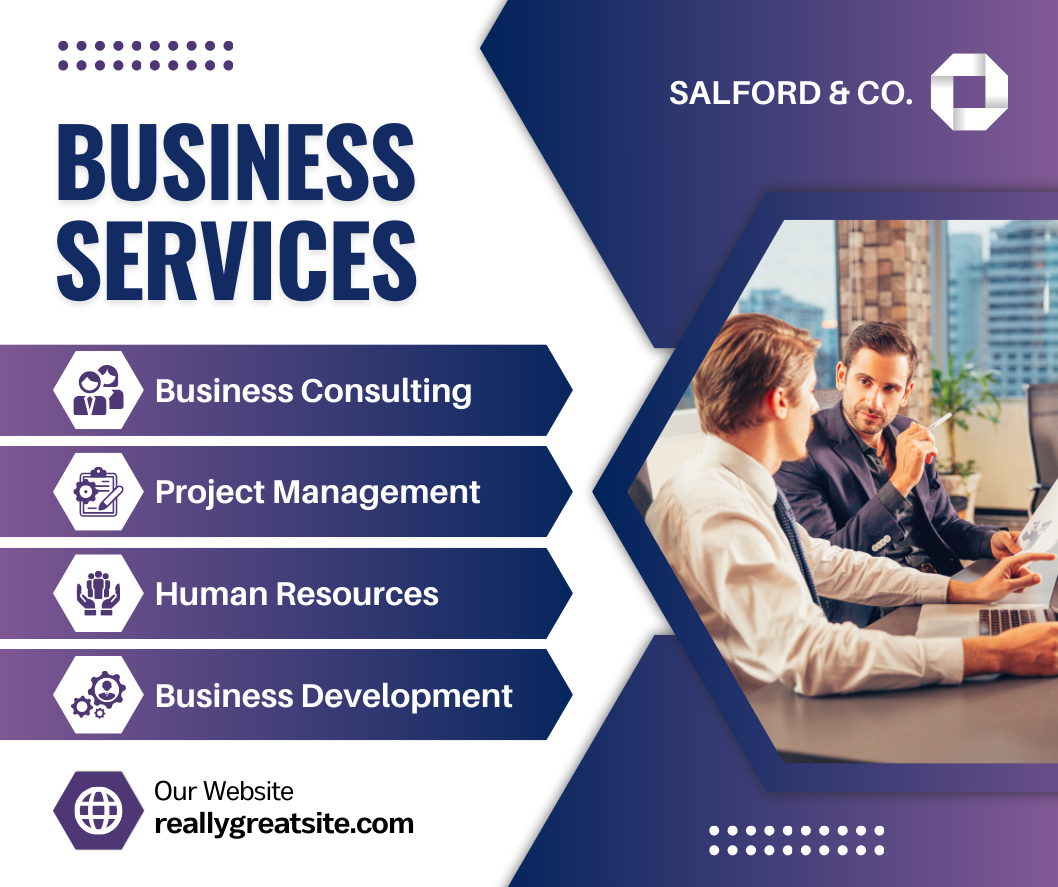 SALFORD & CO.
BUSINESS
SERVICES
Business Consulting
Project Management
Human Resources
Business Development
Our Website
reallygreatsite.com